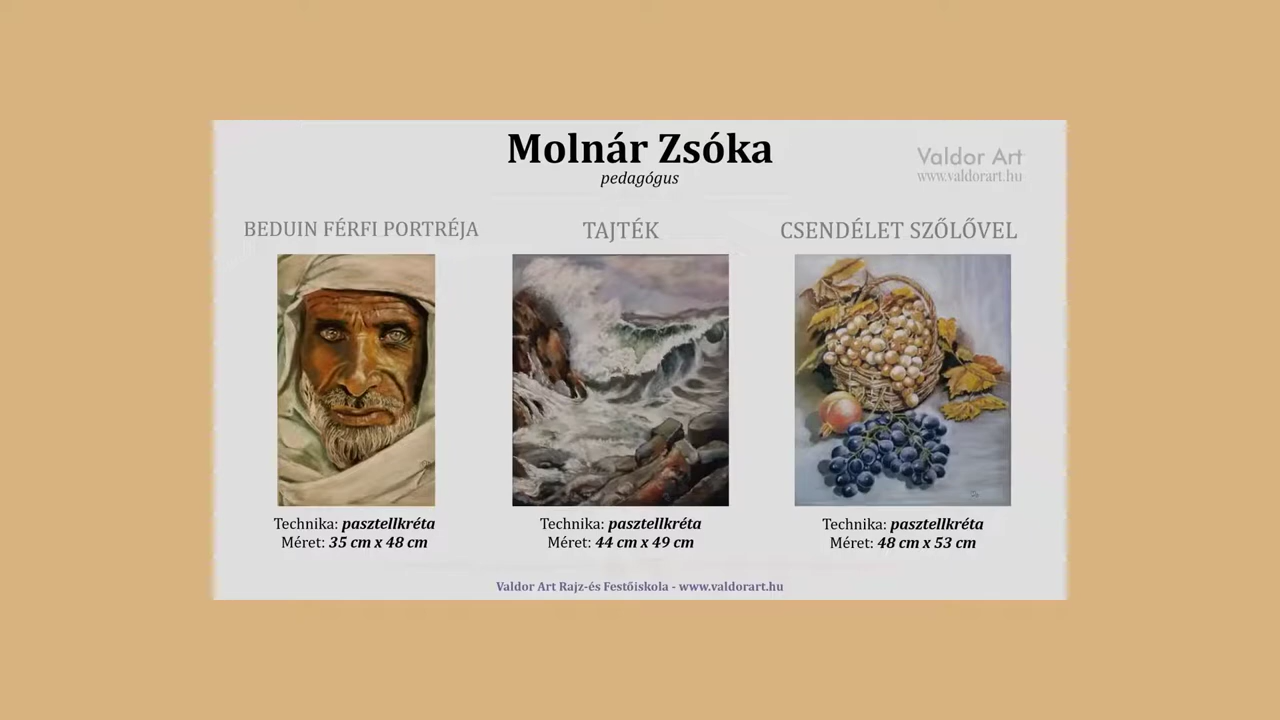 Molnár Zsóka
pedagógus
Valdor Art
www.valdorart.hu
BEDUIN FÉRFI PORTRÉJA
TAJTÉK
CSENDÉLET SZŐLŐVEL
Technika: pasztellkréta
Méret: 35 cm x 48 cm
Technika: pasztellkréta
Méret: 44 cm x 49 cm
Technika: pasztellkréta
Méret: 48 cm x 53 cm
Valdor Art Rajz-és Festőiskola - www.valdorart.hu